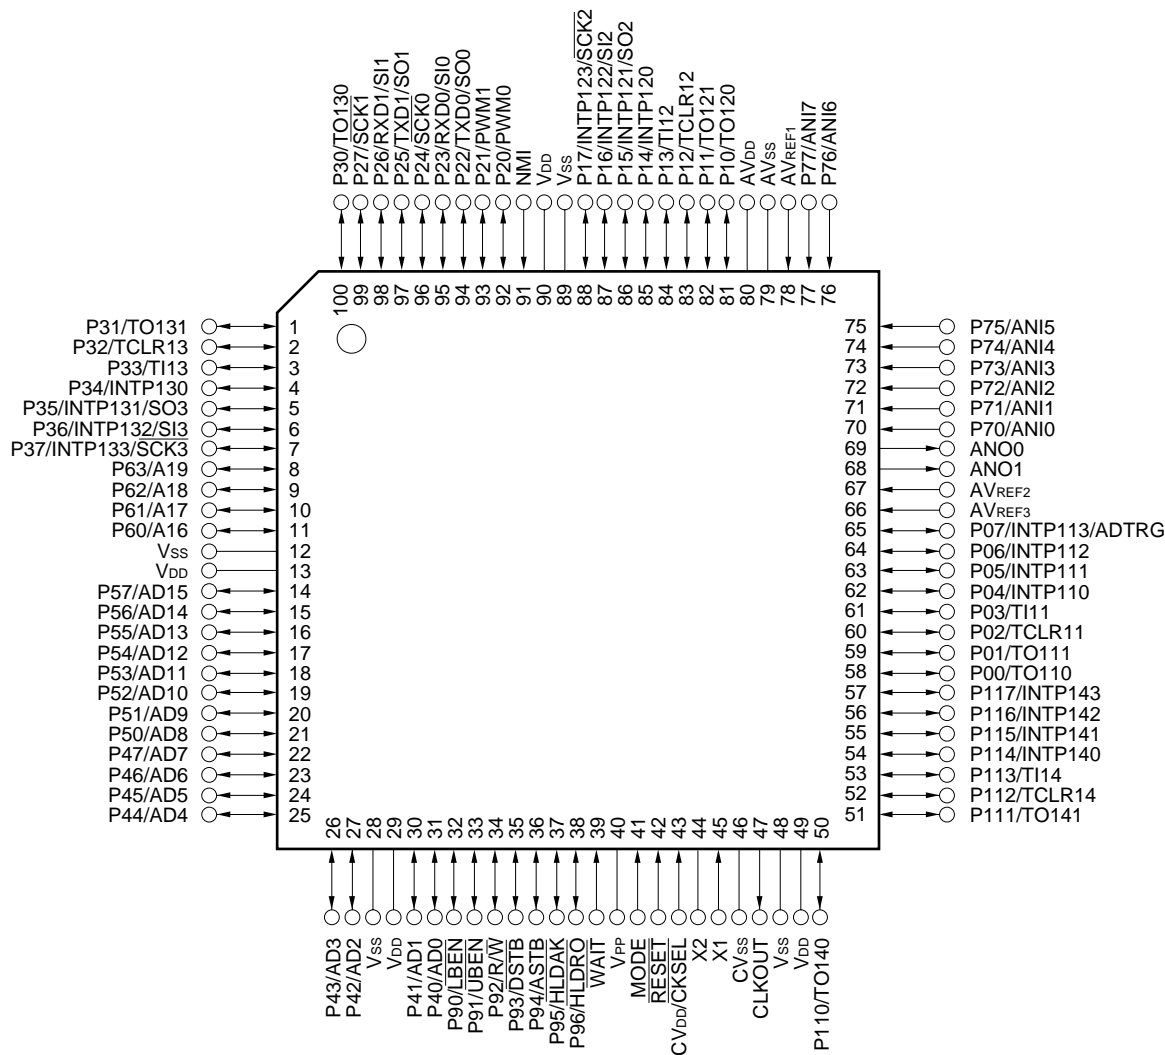 P30/TO130
P27/SCK1
P26/RXD1/SI1
P25/TXD1/SO1
P24/SCK0
P23/RXD0/SI0
P22/TXD0/SO0
P21/PWM1
P20/PWM0
NMI
VDD
VSS
P17/INTP123/SCK2
P16/INTP122/SI2
P15/INTP121/SO2
P14/INTP120
P13/TI12
P12/TCLR12
P11/TO121
P10/TO120
AVDD
AVSS
AVREF1
P77/ANI7
P76/ANI6
100 99 98 97 96 95 94 93 92 91 90 89 88 87 86 85 84 83 82 81 80 79 78 77 76
P31/TO131 1 75 P75/ANI5
P32/TCLR13 2 74 P74/ANI4
P33/TI13 3 73 P73/ANI3
P34/INTP130 4 72 P72/ANI2
P35/INTP131/SO3 5 71 P71/ANI1
P36/INTP132/SI3 6 70 P70/ANI0
P37/INTP133/SCK3 7 69 ANO0
P63/A19 8 68 ANO1
P62/A18 9 67 AVREF2
P61/A17 10 66 AVREF3
P60/A16 11 65 P07/INTP113/ADTRG
VSS 12 64 P06/INTP112
VDD 13 63 P05/INTP111
P57/AD15 14 62 P04/INTP110
P56/AD14 15 61 P03/TI11
P55/AD13 16 60 P02/TCLR11
P54/AD12 17 59 P01/TO111
P53/AD11 18 58 P00/TO110
P52/AD10 19 57 P117/INTP143
P51/AD9 20 56 P116/INTP142
P50/AD8 21 55 P115/INTP141
P47/AD7 22 54 P114/INTP140
P46/AD6 23 53 P113/TI14
P45/AD5 24 52 P112/TCLR14
P44/AD4 25 51 P111/TO141
26 27 28 29 30 31 32 33 34 35 36 37 38 39 40 41 42 43 44 45 46 47 48 49 50
P43/AD3
P42/AD2
VSS
VDD
P41/AD1
P40/AD0
P90/LBEN
P91/UBEN
P92/R/W
P93/DSTB
P94/ASTB
P95/HLDAK
P96/HLDRO
WAIT
VPP
MODE
RESET
CVDD/CKSEL
X2
X1
CVSS
CLKOUT
VSS
VDD
P110/TO140